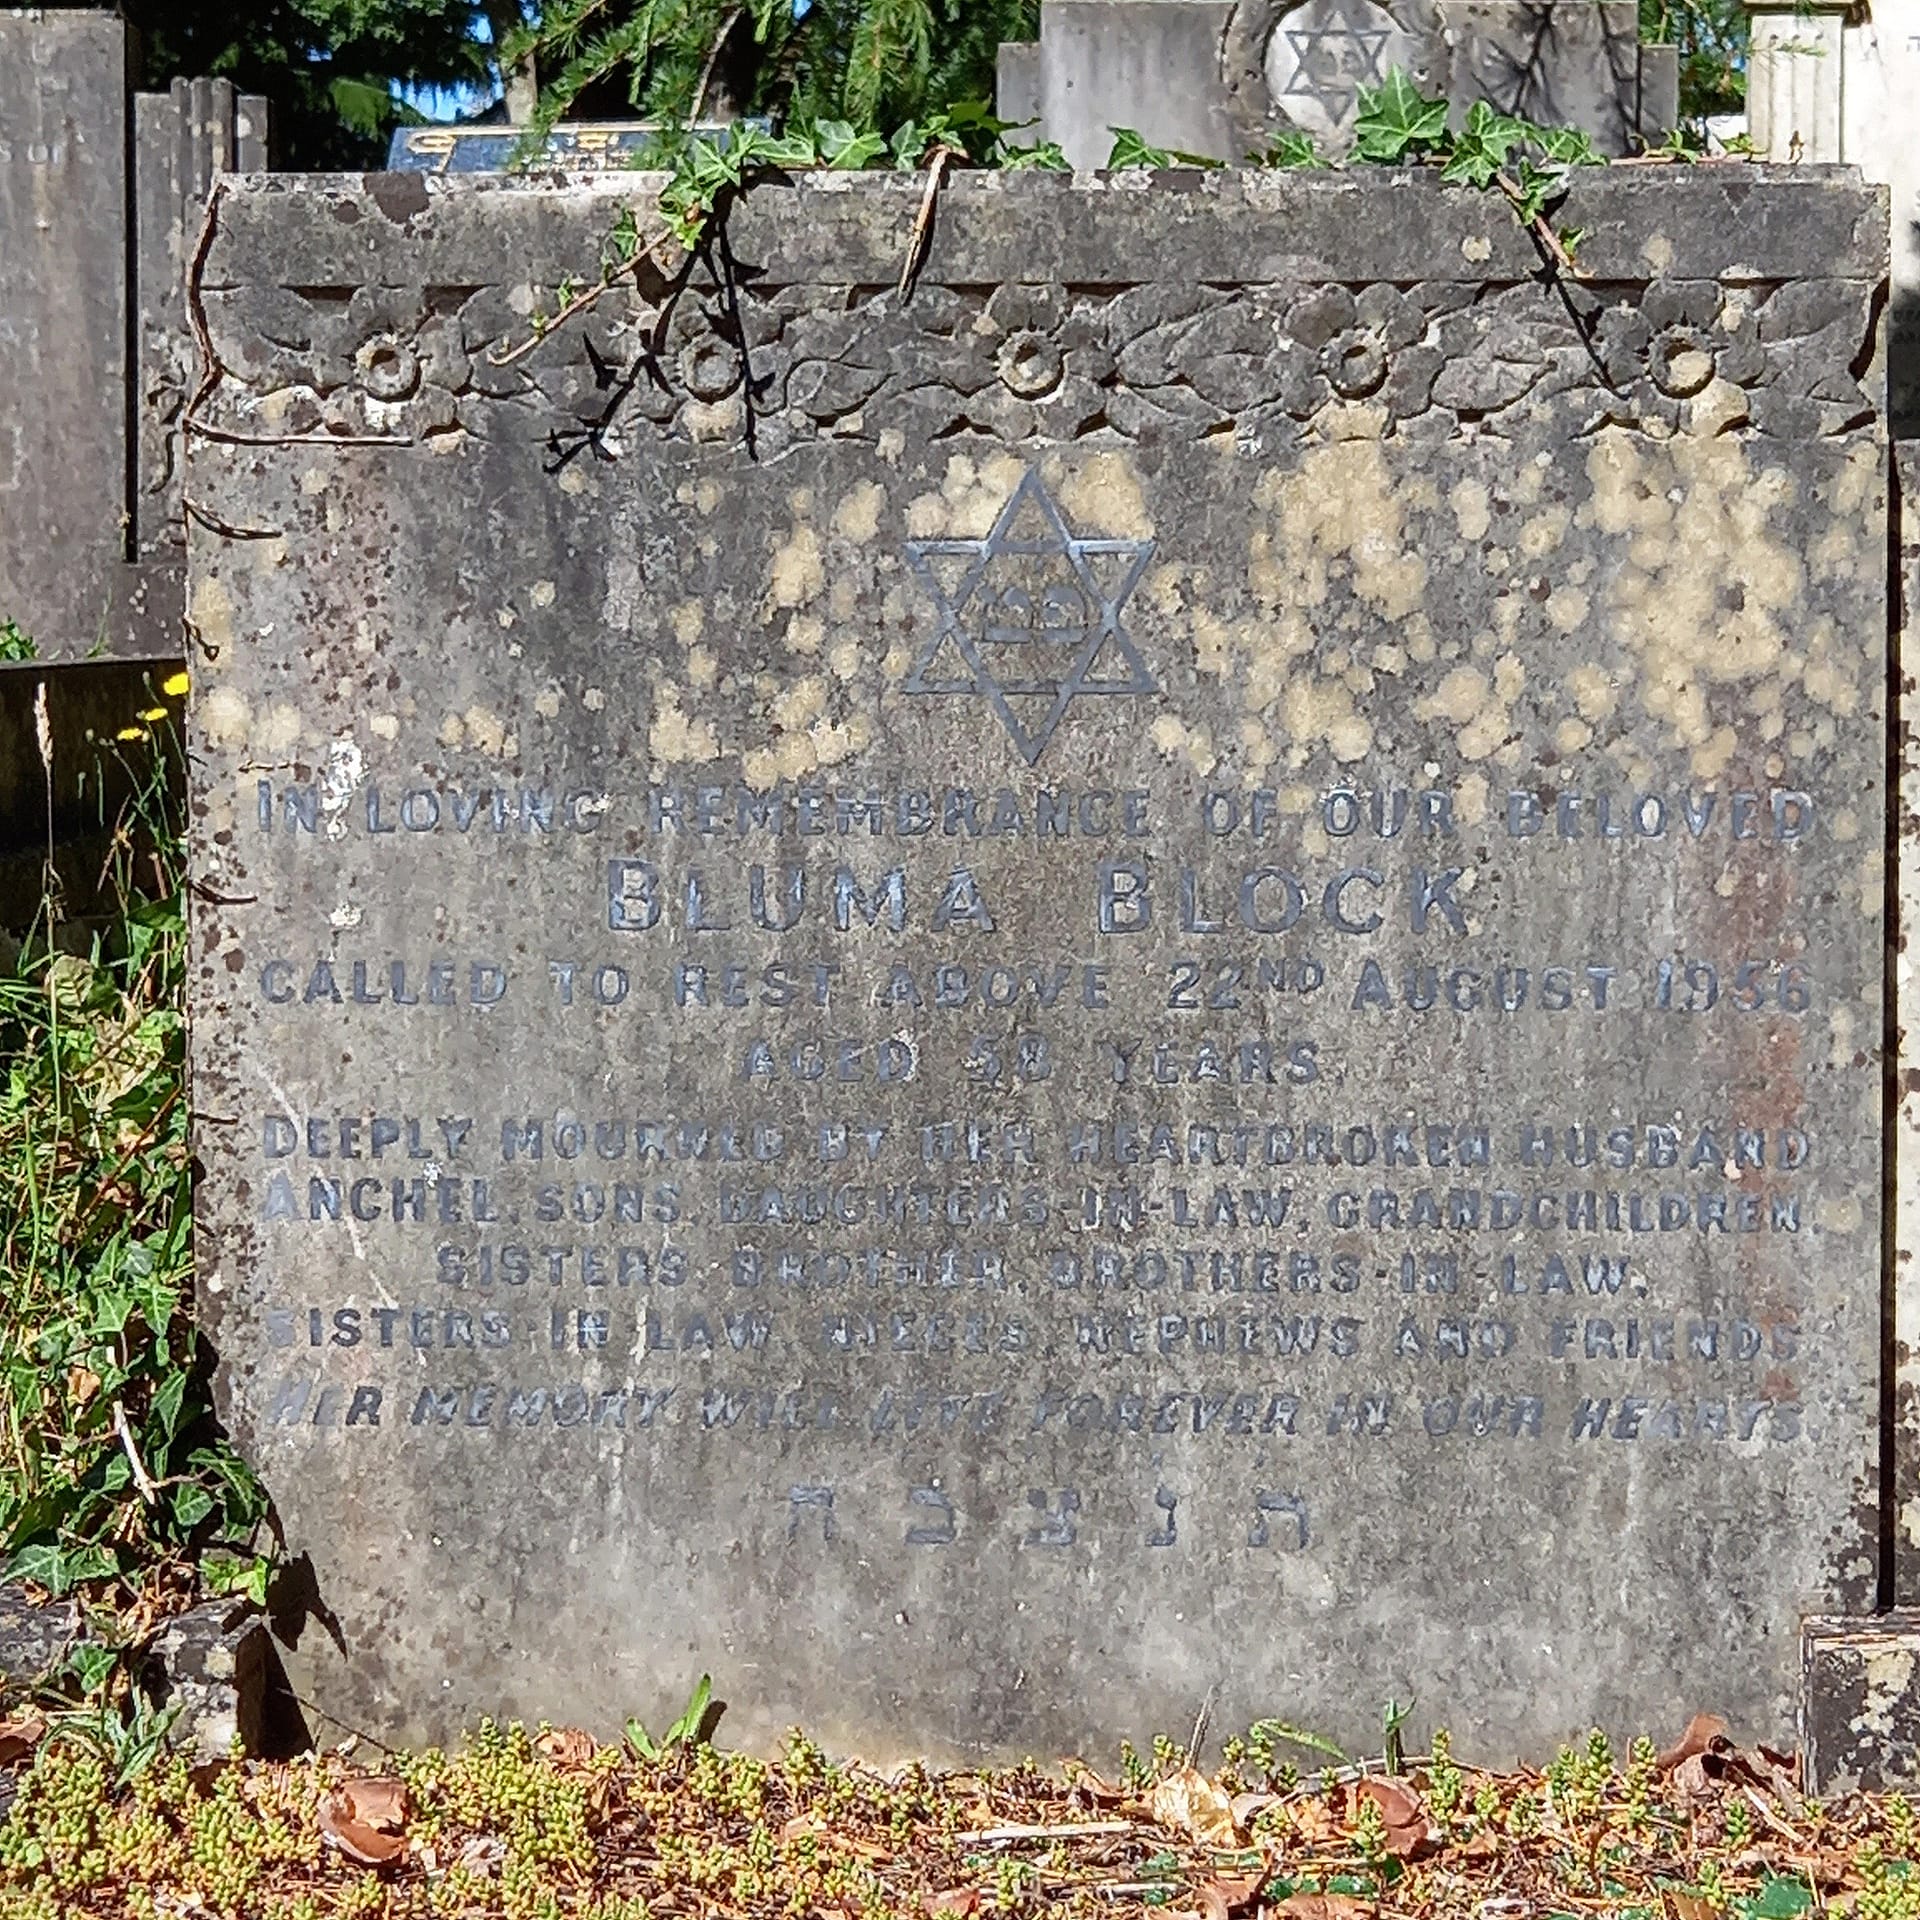 פנ
IN LOVING REMEMBRANCE OF OUR BELOVED
BLUMA BLOCK
CALLED TO REST ABOVE 22ND AUGUST 1956
AGED 58 YEARS
DEEPLY MOURNED BY HER HEARTBROKEN HUSBAND
ANCHEL, SONS, DAUGHTERS-IN-LAW, GRANDCHILDREN,
SISTERS, BROTHER, BROTHERS-IN-LAW,
SISTERS-IN-LAW, NIECES, NEPHEWS AND FRIENDS.
HER MEMORY WILL LIVE FOREVER IN OUR HEARTS.
ת נ צ ב ה